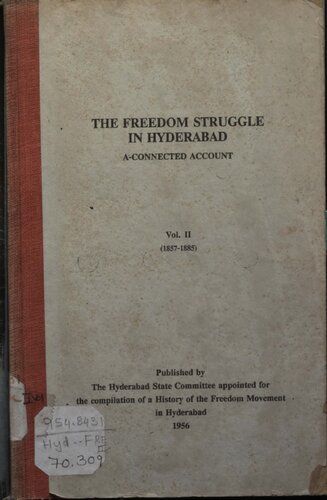 THE FREEDOM STRUGGLE
IN HYDERABAD
A-CONNECTED ACCOUNT
Vol. II
(1857-1885)
Published by
The Hyderabad State Committee appointed for
the compilation of a History of the Freedom Movement
in Hyderabad
1956
954.8431
Hyd-FRE
70.309